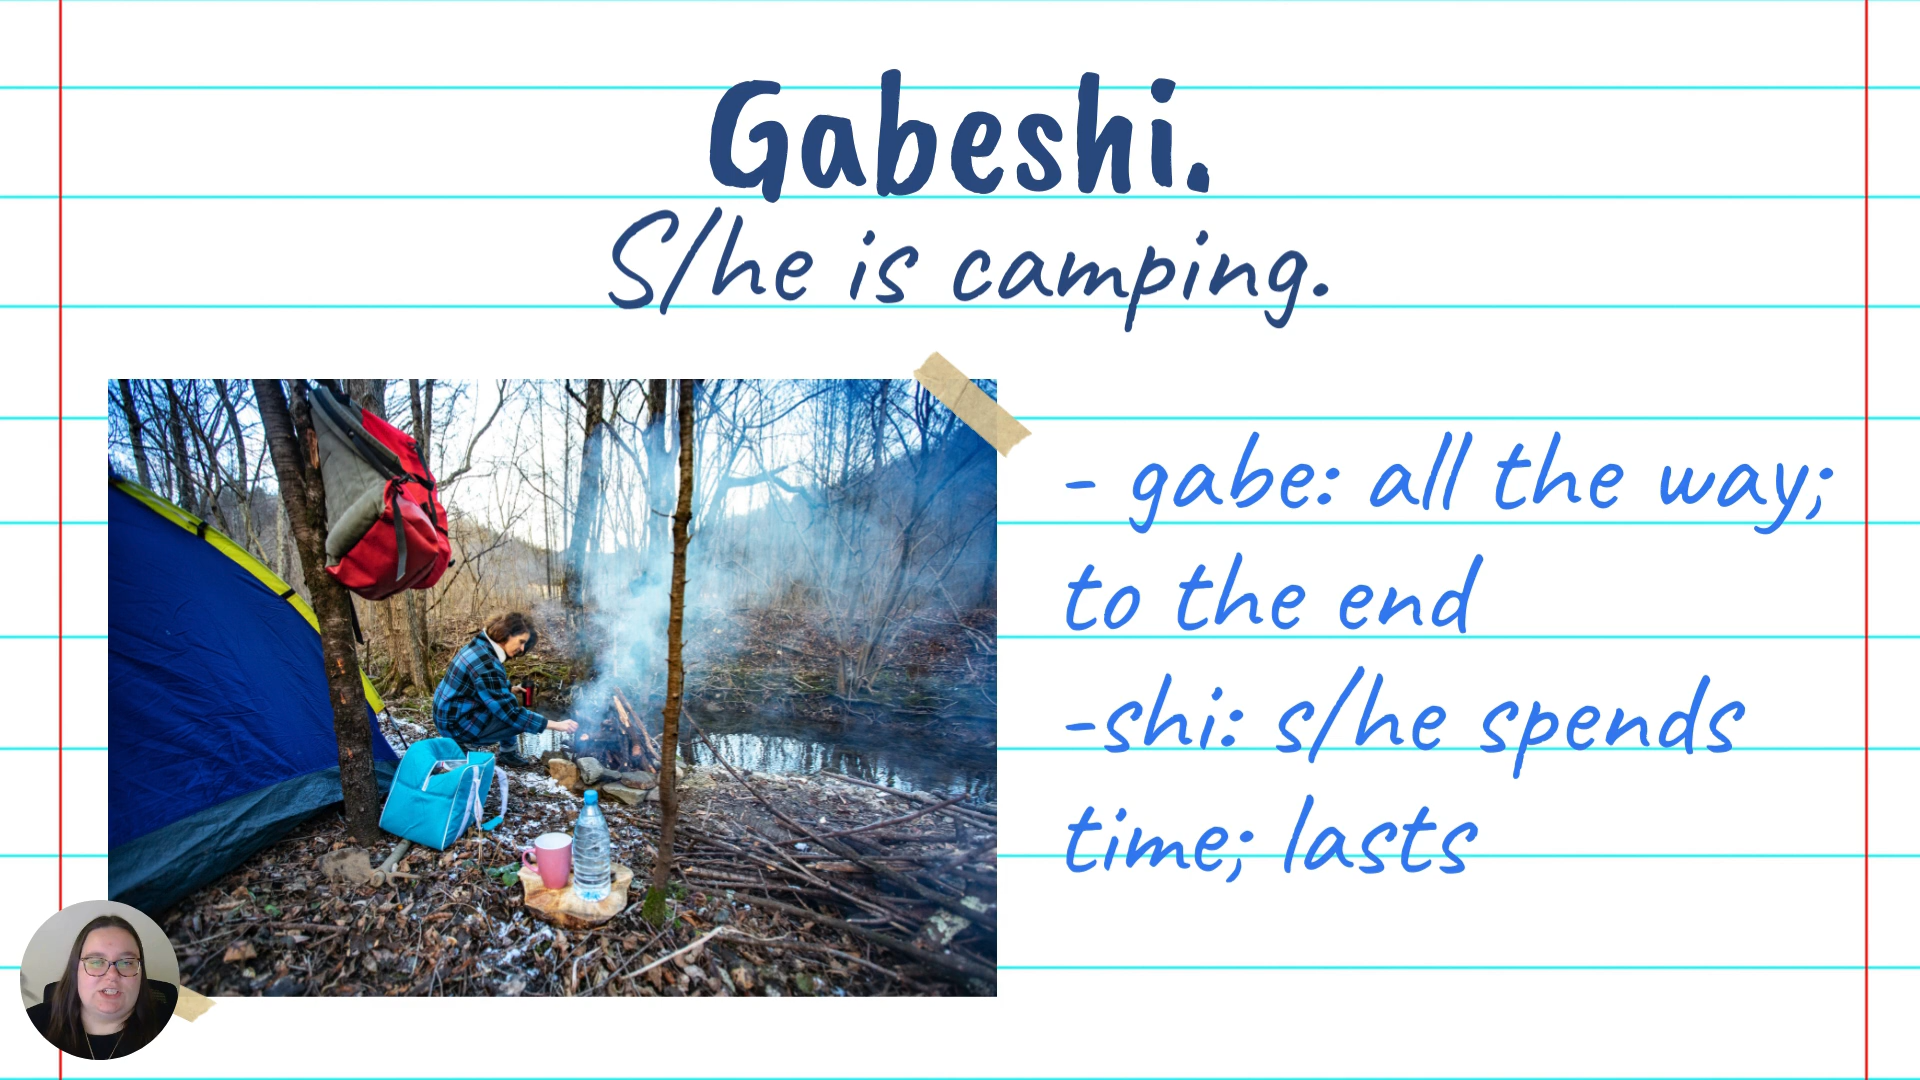 Gabeshi.
S/he is camping.
- gabe: all the way;
to the end
-shi: s/he spends
time; lasts